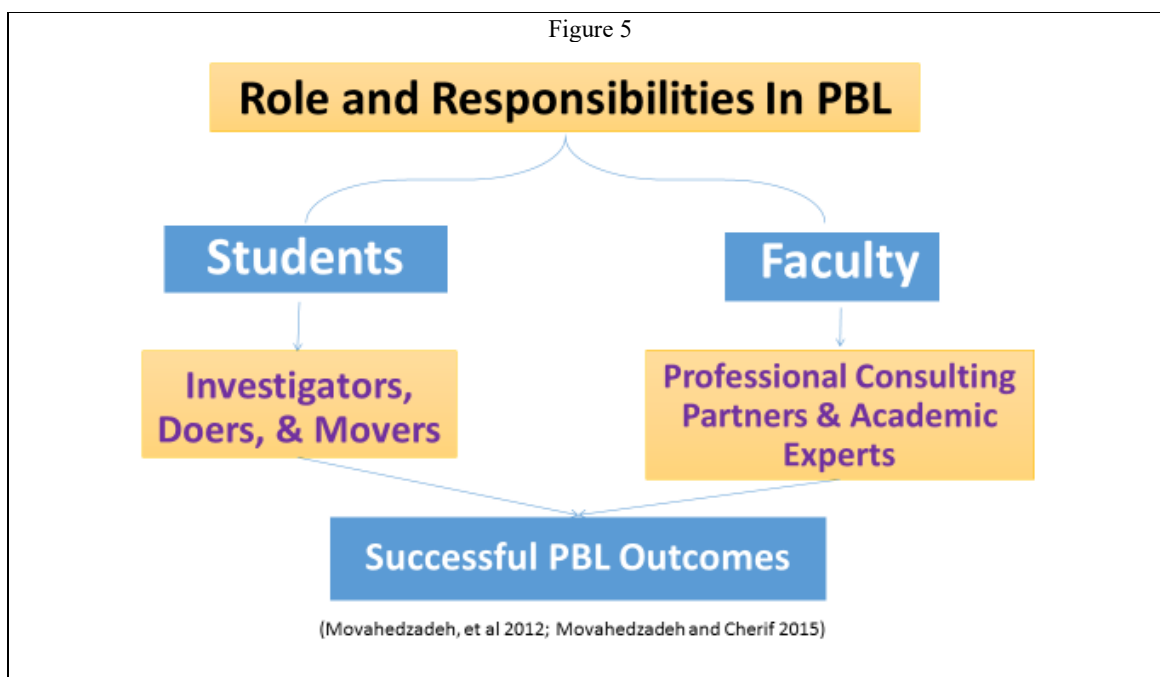 Figure 5
Role and Responsibilities In PBL
Students
Faculty
Investigators,
Doers, & Movers
Professional Consulting
Partners & Academic
Experts
Successful PBL Outcomes
(Movahedzadeh, et al 2012; Movahedzadeh and Cherif 2015)